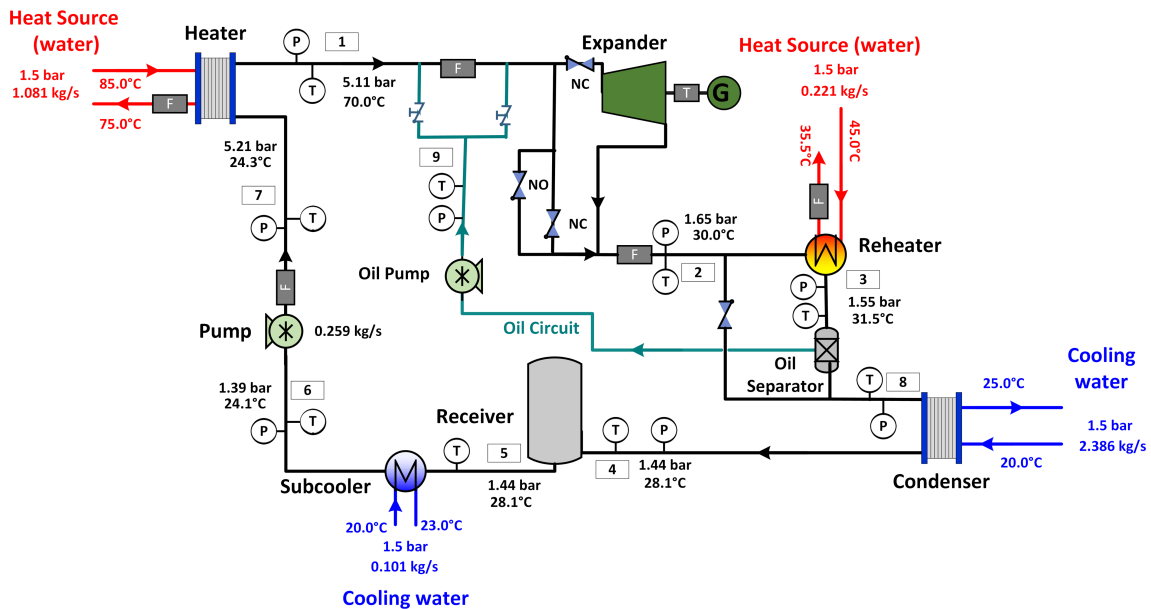 Heat Source
(water)
1.5 bar
1.081 kg/s
85.0°C
75.0°C
F
Heater
P
1
T
5.11 bar
70.0°C
F
NC
Expander
T
G
Heat Source (water)
1.5 bar
0.221 kg/s
35.5°C
45.0°C
F
5.21 bar
24.3°C
7
P
T
9
T
P
NO
NC
F
1.65 bar
30.0°C
P
T
2
Reheater
3
P
T
1.55 bar
31.5°C
Oil Pump
F
Pump
0.259 kg/s
Oil Circuit
Oil
Separator
Cooling
water
25.0°C
1.5 bar
2.386 kg/s
20.0°C
T
8
P
Condenser
1.39 bar
24.1°C
6
P
T
Receiver
T
5
1.44 bar
28.1°C
T
P
4
1.44 bar
28.1°C
Subcooler
20.0°C
23.0°C
1.5 bar
0.101 kg/s
Cooling water